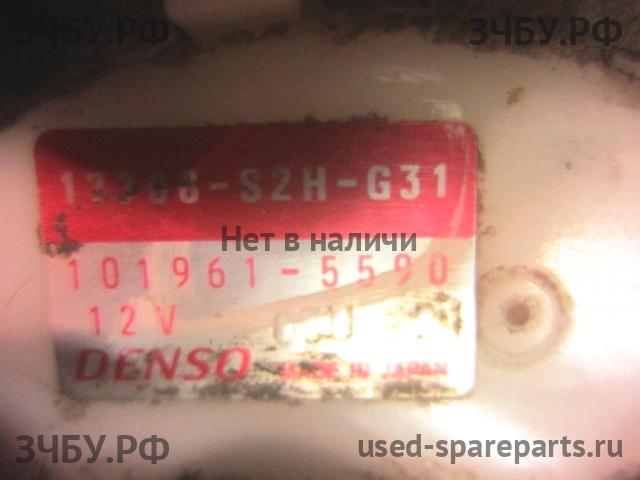 ЗЧБУ.РФ ЗЧБУ.РФ
-S2H-G31
Нет в наличи
101961-5590
12V
DENSO MADE IN JAPAN
ЗЧБУ.РФ used-spareparts.ru